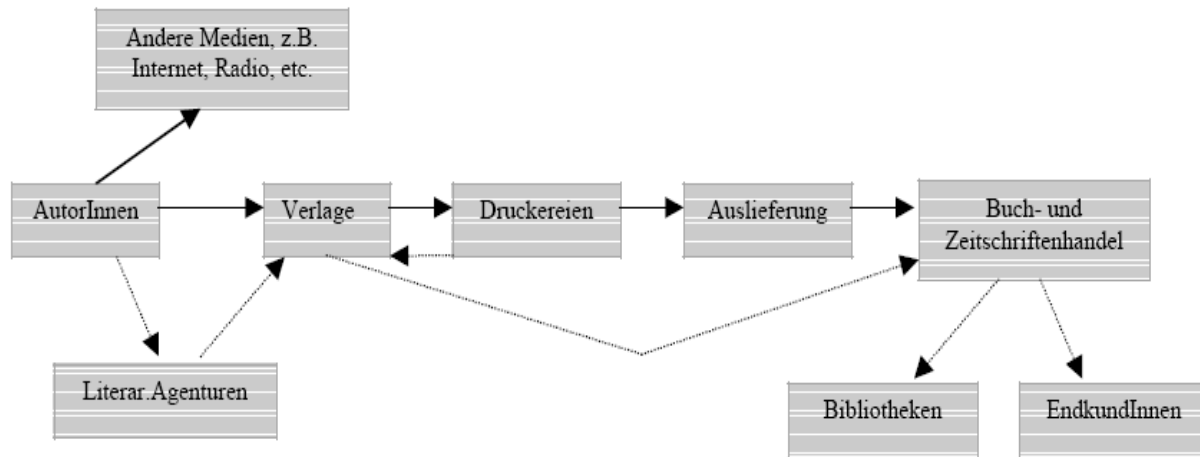 Andere Medien, z.B.
Internet, Radio, etc.
AutorInnen
Verlage
Druckereien
Auslieferung
Buch- und
Zeitschriftenhandel
Literar.Agenturen
Bibliotheken
EndkundInnen